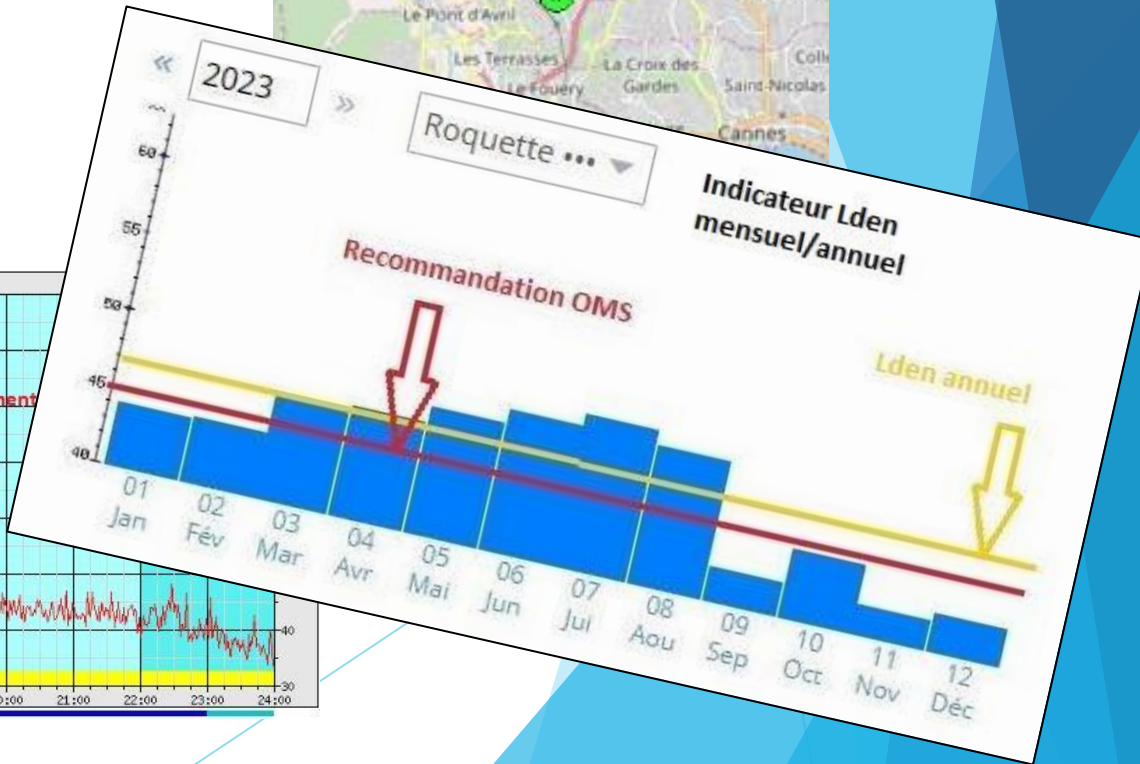 Le Pont d'Avril
Les Terrasses
La Croix des
Gardes
Le Fouéry
Saint-Nicolas
Cannes
« 2023 »
Roquette •••
Indicateur Lden
mensuel/annuel
Recommandation OMS
Lden annuel
60
55
50
45
40
01
Jan
02
Fév
03
Mar
04
Avr
05
Mai
06
Jun
07
Jul
08
Aou
09
Sep
10
Oct
11
Nov
12
Déc
40
30
21:00
22:00
23:00
24:00